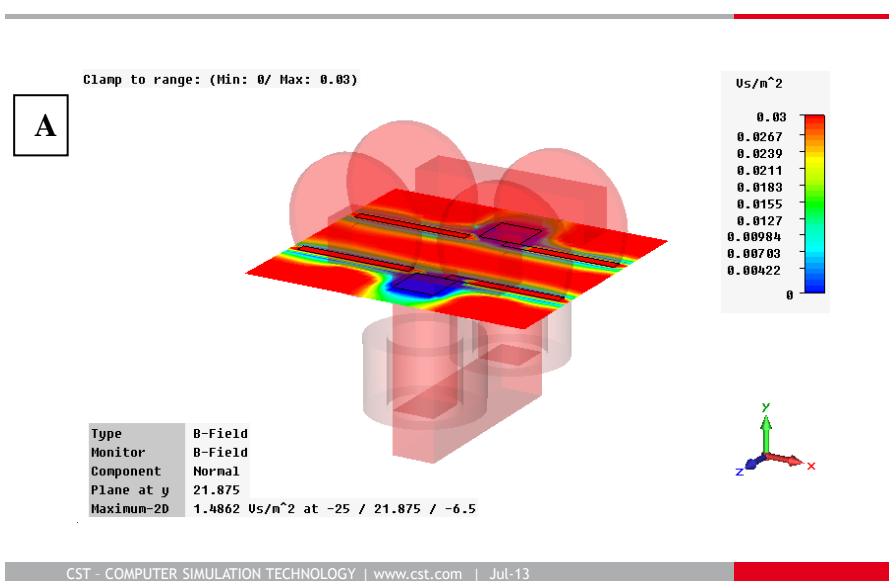 Clamp to range: (Min: 0/ Max: 0.03)
A
Vs/m^2
0.03
0.0267
0.0239
0.0211
0.0183
0.0155
0.0127
0.00984
0.00703
0.00422
0
y
z
x
Type B-Field
Monitor B-Field
Component Normal
Plane at y 21.875
Maximum-2D 1.4862 Vs/m^2 at -25 / 21.875 / -6.5
CST – COMPUTER SIMULATION TECHNOLOGY | www.cst.com | Jul-13